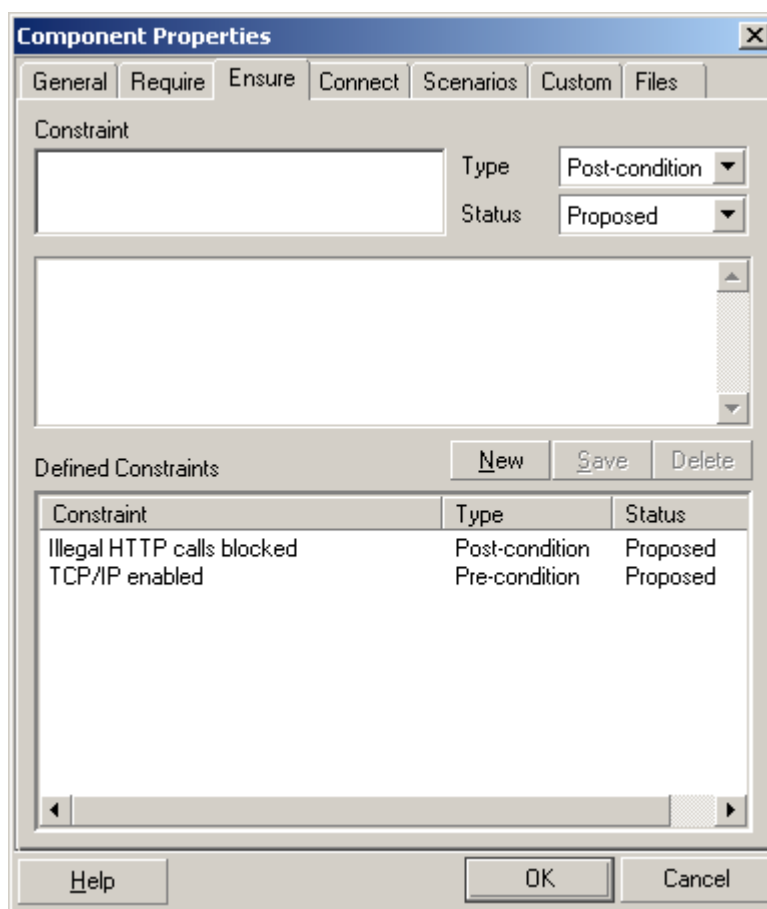 Component Properties
General Require Ensure Connect Scenarios Custom Files
Constraint
Type Post-condition
Status Proposed
New Save Delete
Defined Constraints
Constraint Type Status
Illegal HTTP calls blocked Post-condition Proposed
TCP/IP enabled Pre-condition Proposed
Help OK Cancel